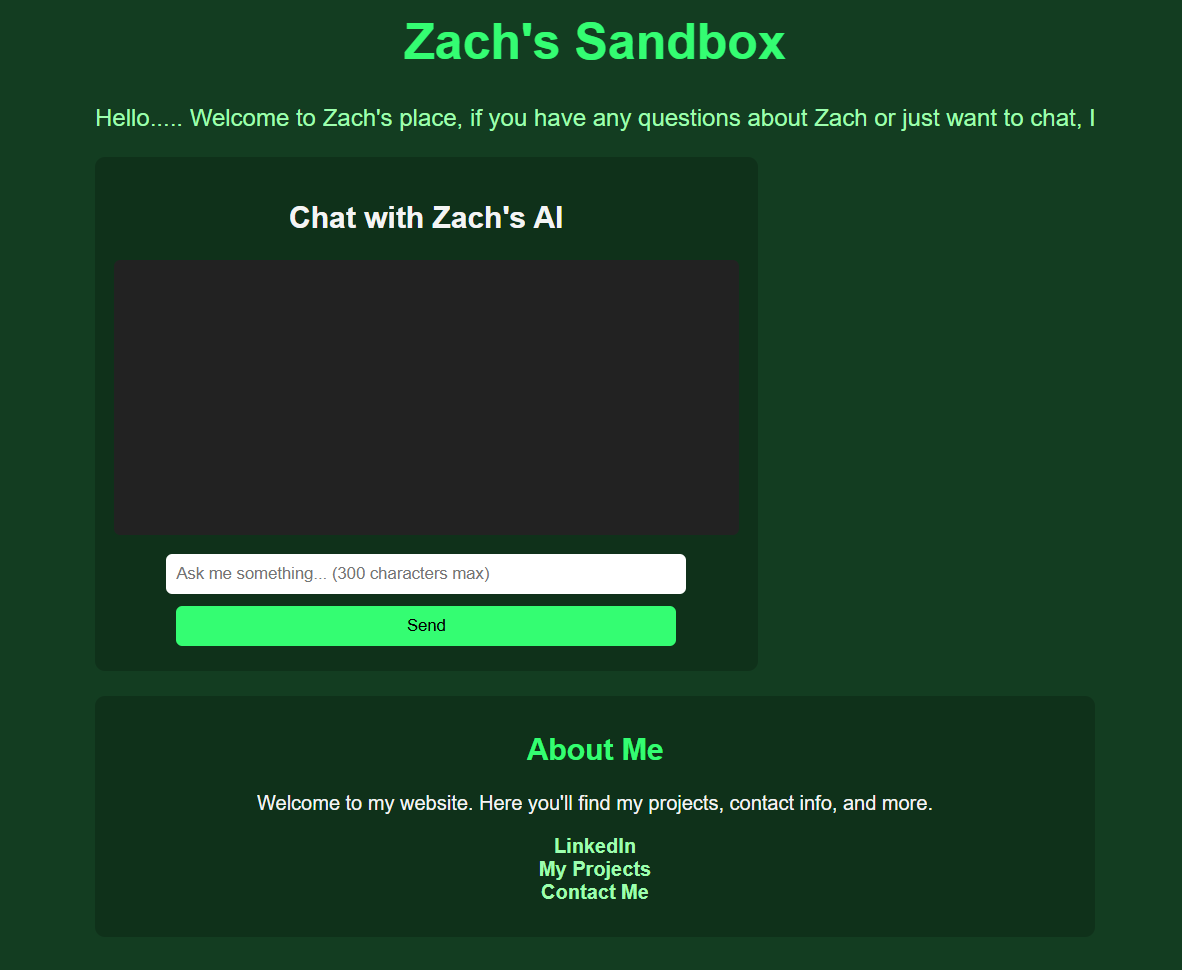 Zach's Sandbox
Hello..... Welcome to Zach's place, if you have any questions about Zach or just want to chat, I
Chat with Zach's AI
Ask me something... (300 characters max)
Send
About Me
Welcome to my website. Here you'll find my projects, contact info, and more.
LinkedIn
My Projects
Contact Me